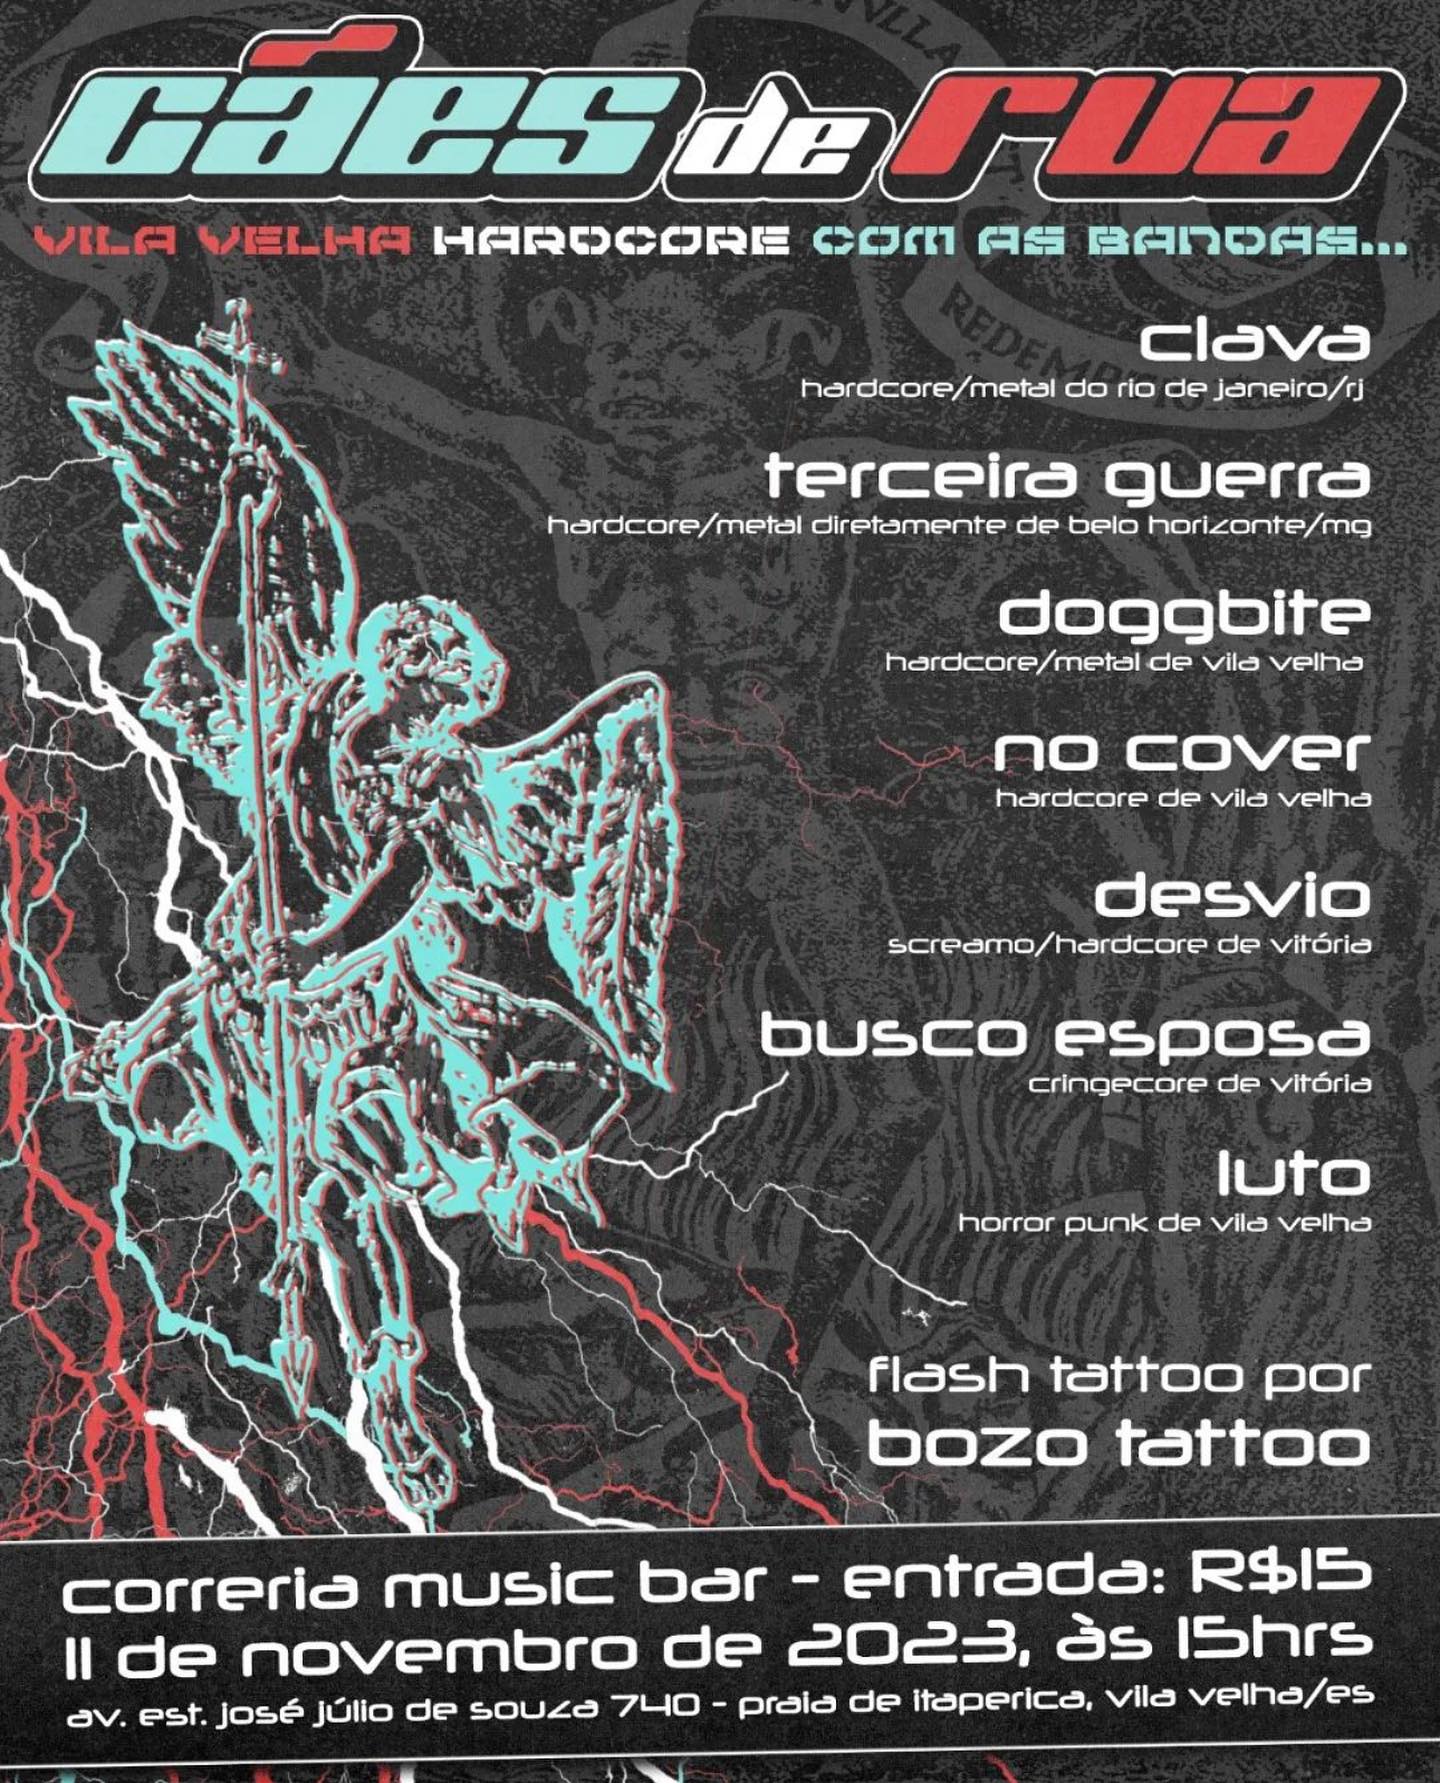 cães de rua
VILA VELHA HARDCORE COM AS BANDAS...
clava
hardcore/metal do rio de janeiro/rj
terceira guerra
hardcore/metal diretamente de belo horizonte/mg
doggbite
hardcore/metal de vila velha
no cover
hardcore de vila velha
desvio
screamo/hardcore de vitória
busco esposa
cringecore de vitória
luto
horror punk de vila velha
flash tattoo por
bozo tattoo
correria music bar - entrada: R$15
11 de novembro de 2023, às 15hrs
av. est. josé júlio de souza 740 - praia de itaperica, vila velha/es